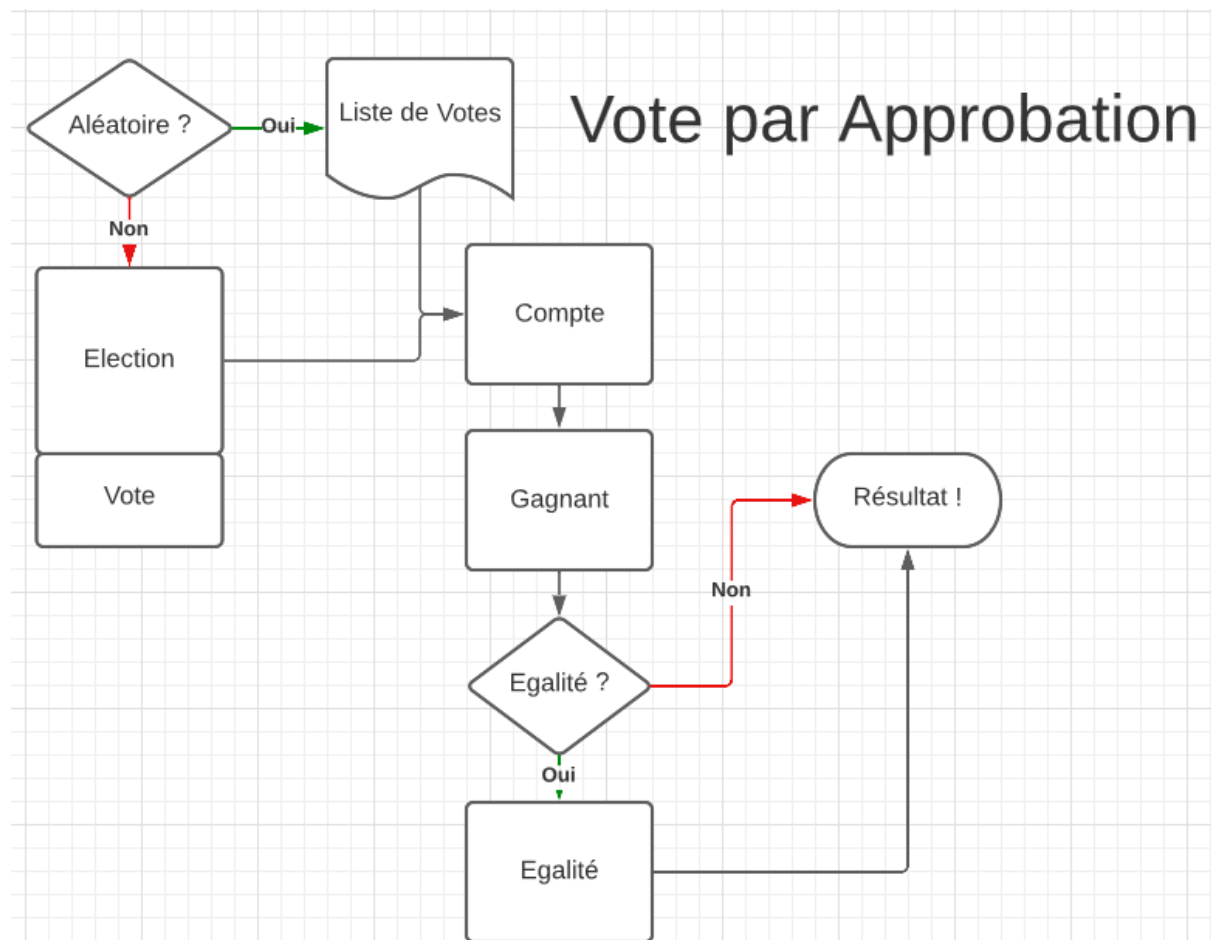 Vote par Approbation
Aléatoire ?
Oui
Liste de Votes
Non
Election
Vote
Compte
Gagnant
Egalité ?
Non
Résultat !
Oui
Egalité